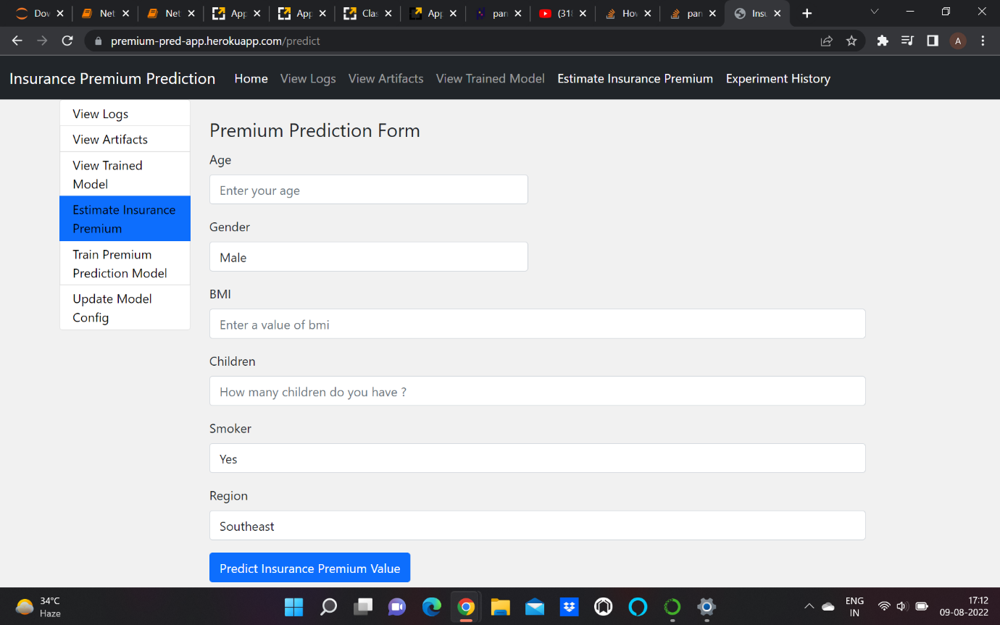 Dow
Net
Net
App
App
Clas
App
pan
(318
How
pan
Insu
premium-pred-app.herokuapp.com/predict
A
Insurance Premium Prediction
Home
View Logs
View Artifacts
View Trained Model
Estimate Insurance Premium
Experiment History
View Logs
View Artifacts
View Trained
Model
Estimate Insurance
Premium
Train Premium
Prediction Model
Update Model
Config
Premium Prediction Form
Age
Enter your age
Gender
Male
BMI
Enter a value of bmi
Children
How many children do you have ?
Smoker
Yes
Region
Southeast
Predict Insurance Premium Value
34°C
Haze
ENG
IN
17:12
09-08-2022